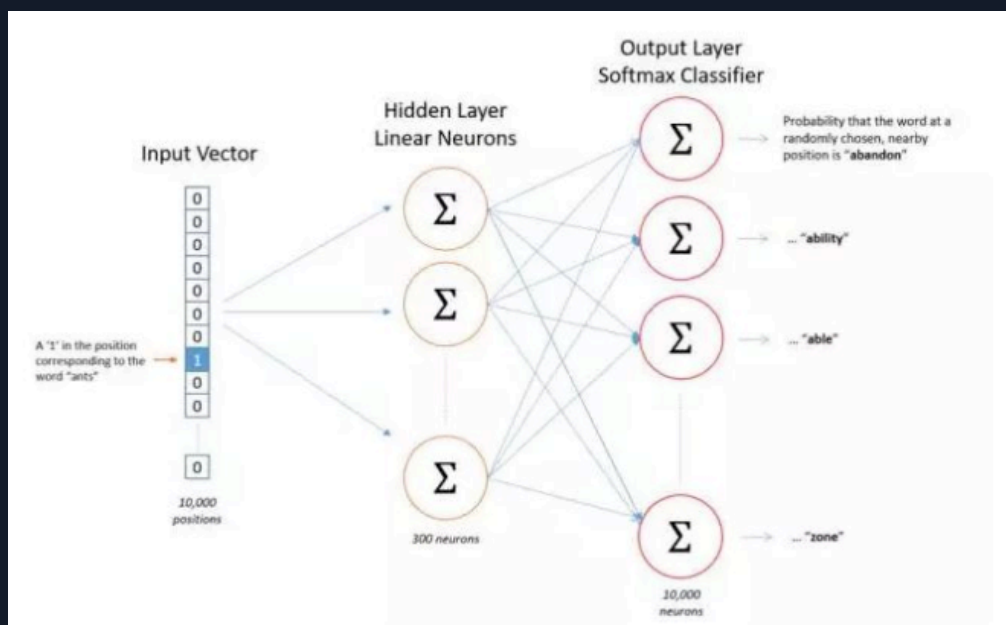 Output Layer
Softmax Classifier
Hidden Layer
Linear Neurons
Input Vector
0
0
0
0
0
0
0
1
0
0
0
A '1' in the position
corresponding to the
word "ants"
10,000
positions
Σ
Σ
Σ
300 neurons
Σ
Σ
Σ
Σ
10,000
neurons
Probability that the word at a
randomly chosen, nearby
position is "abandon"
... "ability"
... "able"
... "zone"